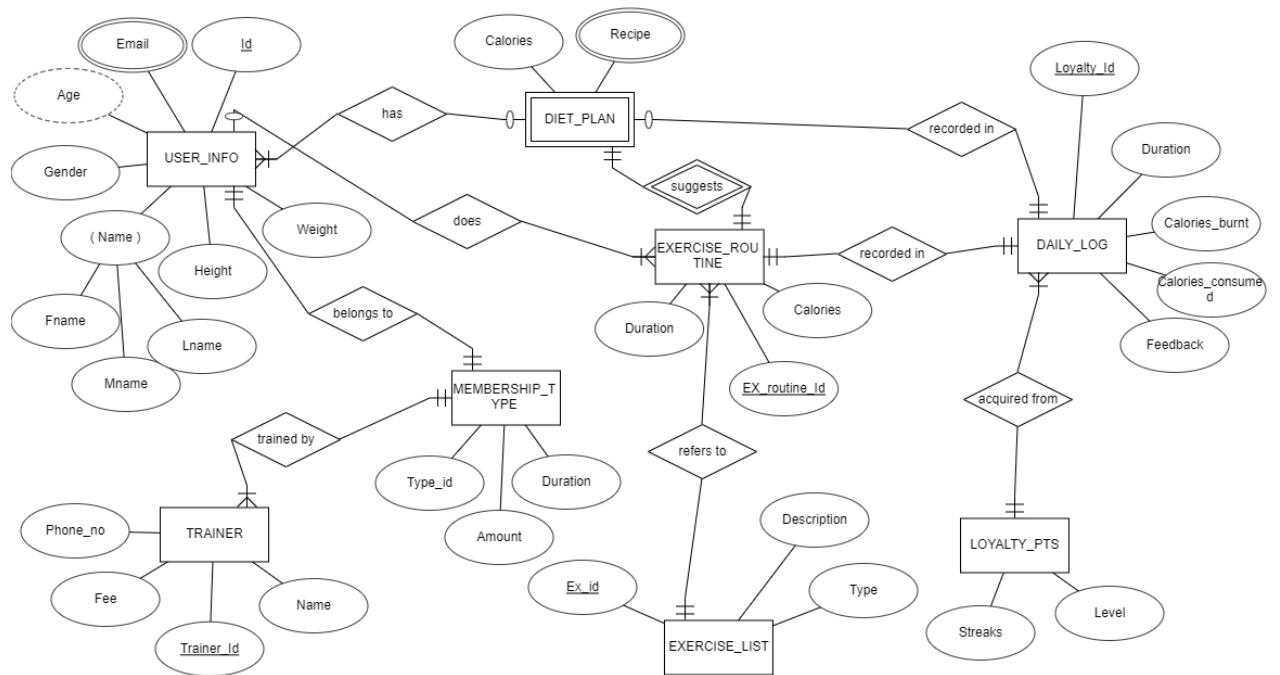 Email
Id
Calories
Recipe
Loyalty_Id
Age
has
DIET_PLAN
recorded in
USER_INFO
Duration
Gender
suggests
Weight
does
( Name )
Calories_burnt
EXERCISE_ROU
TINE
recorded in
DAILY_LOG
Height
Calories_consume
d
Fname
belongs to
Duration
Calories
Lname
Feedback
Mname
EX_routine_Id
MEMBERSHIP_T
YPE
acquired from
trained by
refers to
Type_id
Duration
Phone_no
TRAINER
Amount
Description
LOYALTY_PTS
Ex_id
Type
Fee
Name
Level
Streaks
Trainer_Id
EXERCISE_LIST